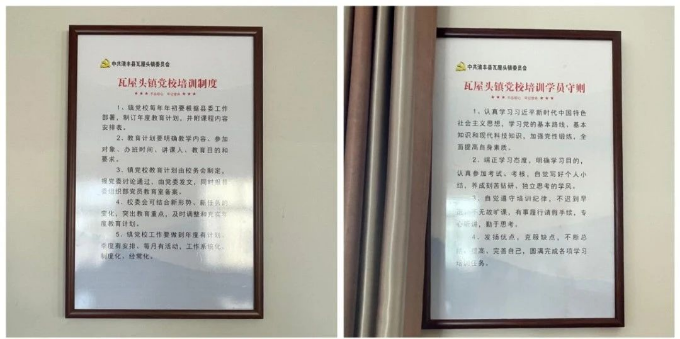 中共清丰县瓦屋头镇委员会
瓦屋头镇党校培训制度
1、镇党校每年年初要根据县委工作
部署，制订年度教育计划，并附课程内容
安排表。
2、教育计划要明确教学内容、参加
对象、办班时间、讲课人、教育目的和
要求。
3、镇党校教育计划由校务会制定，
报党委讨论通过，由党委发文，同时报县
委组织部党员教育室备案。
4、校委会可结合新形势、新任务的
变化，突出教育重点，及时调整和充实年
度教育计划。
5、镇党校工作要做到年度有计划，
季度有安排，每月有活动，工作系统化、
制度化、经常化。
中共清丰县瓦屋头镇委员会
瓦屋头镇党校培训学员守则
1、认真学习习近平新时代中国特色
社会主义思想，学习党的基本路线、基本
知识和现代科技知识，加强党性锻炼，全
面提高自身素质。
2、端正学习态度，明确学习目的，
认真参加考试、考核，自觉写好个人小
结，养成刻苦钻研、独立思考的学风。
3、自觉遵守培训纪律，不迟到早
退，不无故旷课，有事履行请假手续，专
心听课，勤于思考。
4、发扬优点，克服缺点，不断总
完善自己，圆满完成各项学习
培训任务。